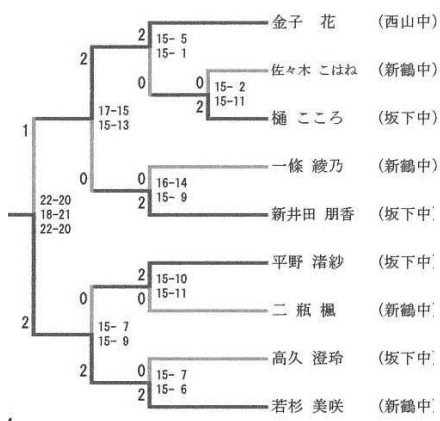 2 15- 5 金子 花 (西山中)
2 15- 1
0 0 15- 2 佐々木 こはね (新鶴中)
2 15-11 樋 こころ (坂下中)
1 17-15
15-13
0 0 16-14 一條 綾乃 (新鶴中)
2 15- 9 新井田 朋香 (坂下中)
22-20
18-21
22-20
2 15-10 平野 渚紗 (坂下中)
0 0 15-11 二瓶 楓 (新鶴中)
2 15- 7
15- 9
0 15- 7 高久 澄玲 (坂下中)
2 2 15- 6 若杉 美咲 (新鶴中)